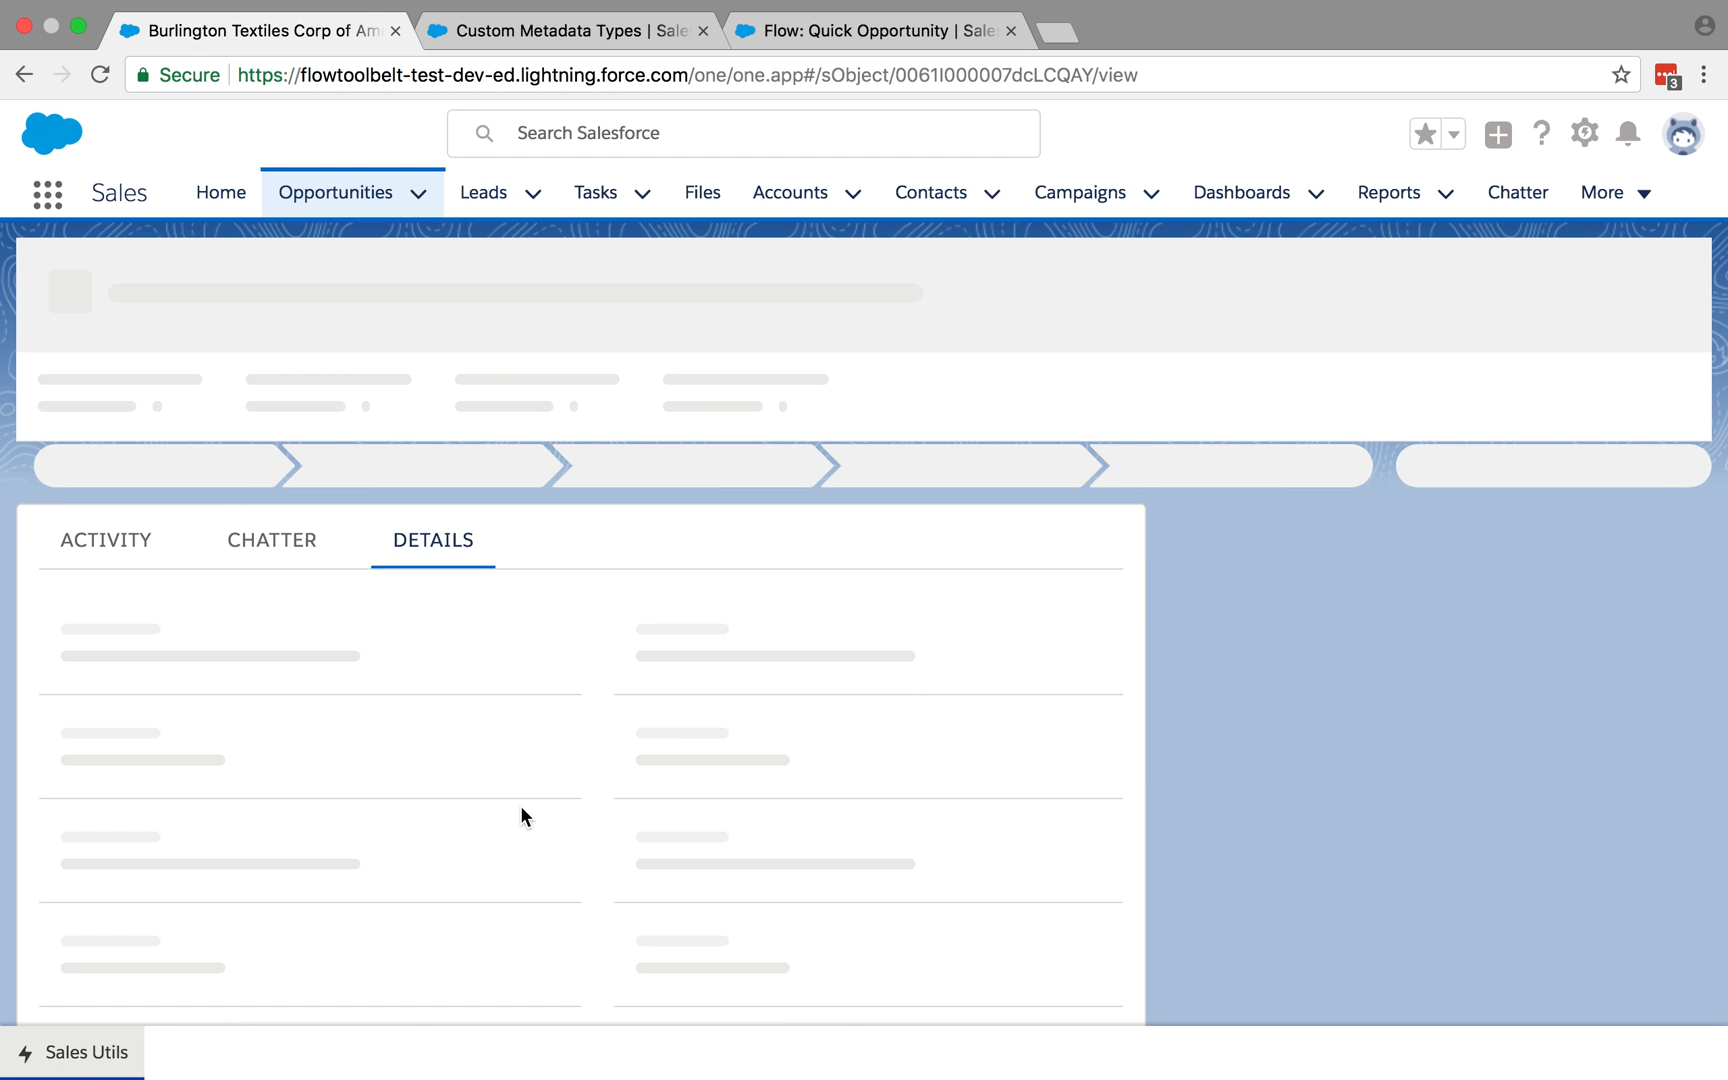 Burlington Textiles Corp of Am
Custom Metadata Types | Sale
Flow: Quick Opportunity | Sale
Secure
https://flowtoolbelt-test-dev-ed.lightning.force.com/one/one.app#/sObject/0061I000007dcLCQAY/view
3
Search Salesforce
Sales
Home
Opportunities
Leads
Tasks
Files
Accounts
Contacts
Campaigns
Dashboards
Reports
Chatter
More
ACTIVITY
CHATTER
DETAILS
Sales Utils